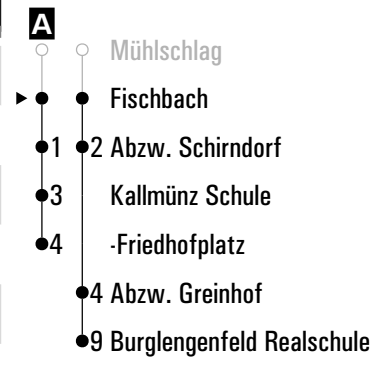 A
Mühlschlag
Fischbach
1 2 Abzw. Schirndorf
3 Kallmünz Schule
4 -Friedhofplatz
4 Abzw. Greinhof
9 Burglengenfeld Realschule